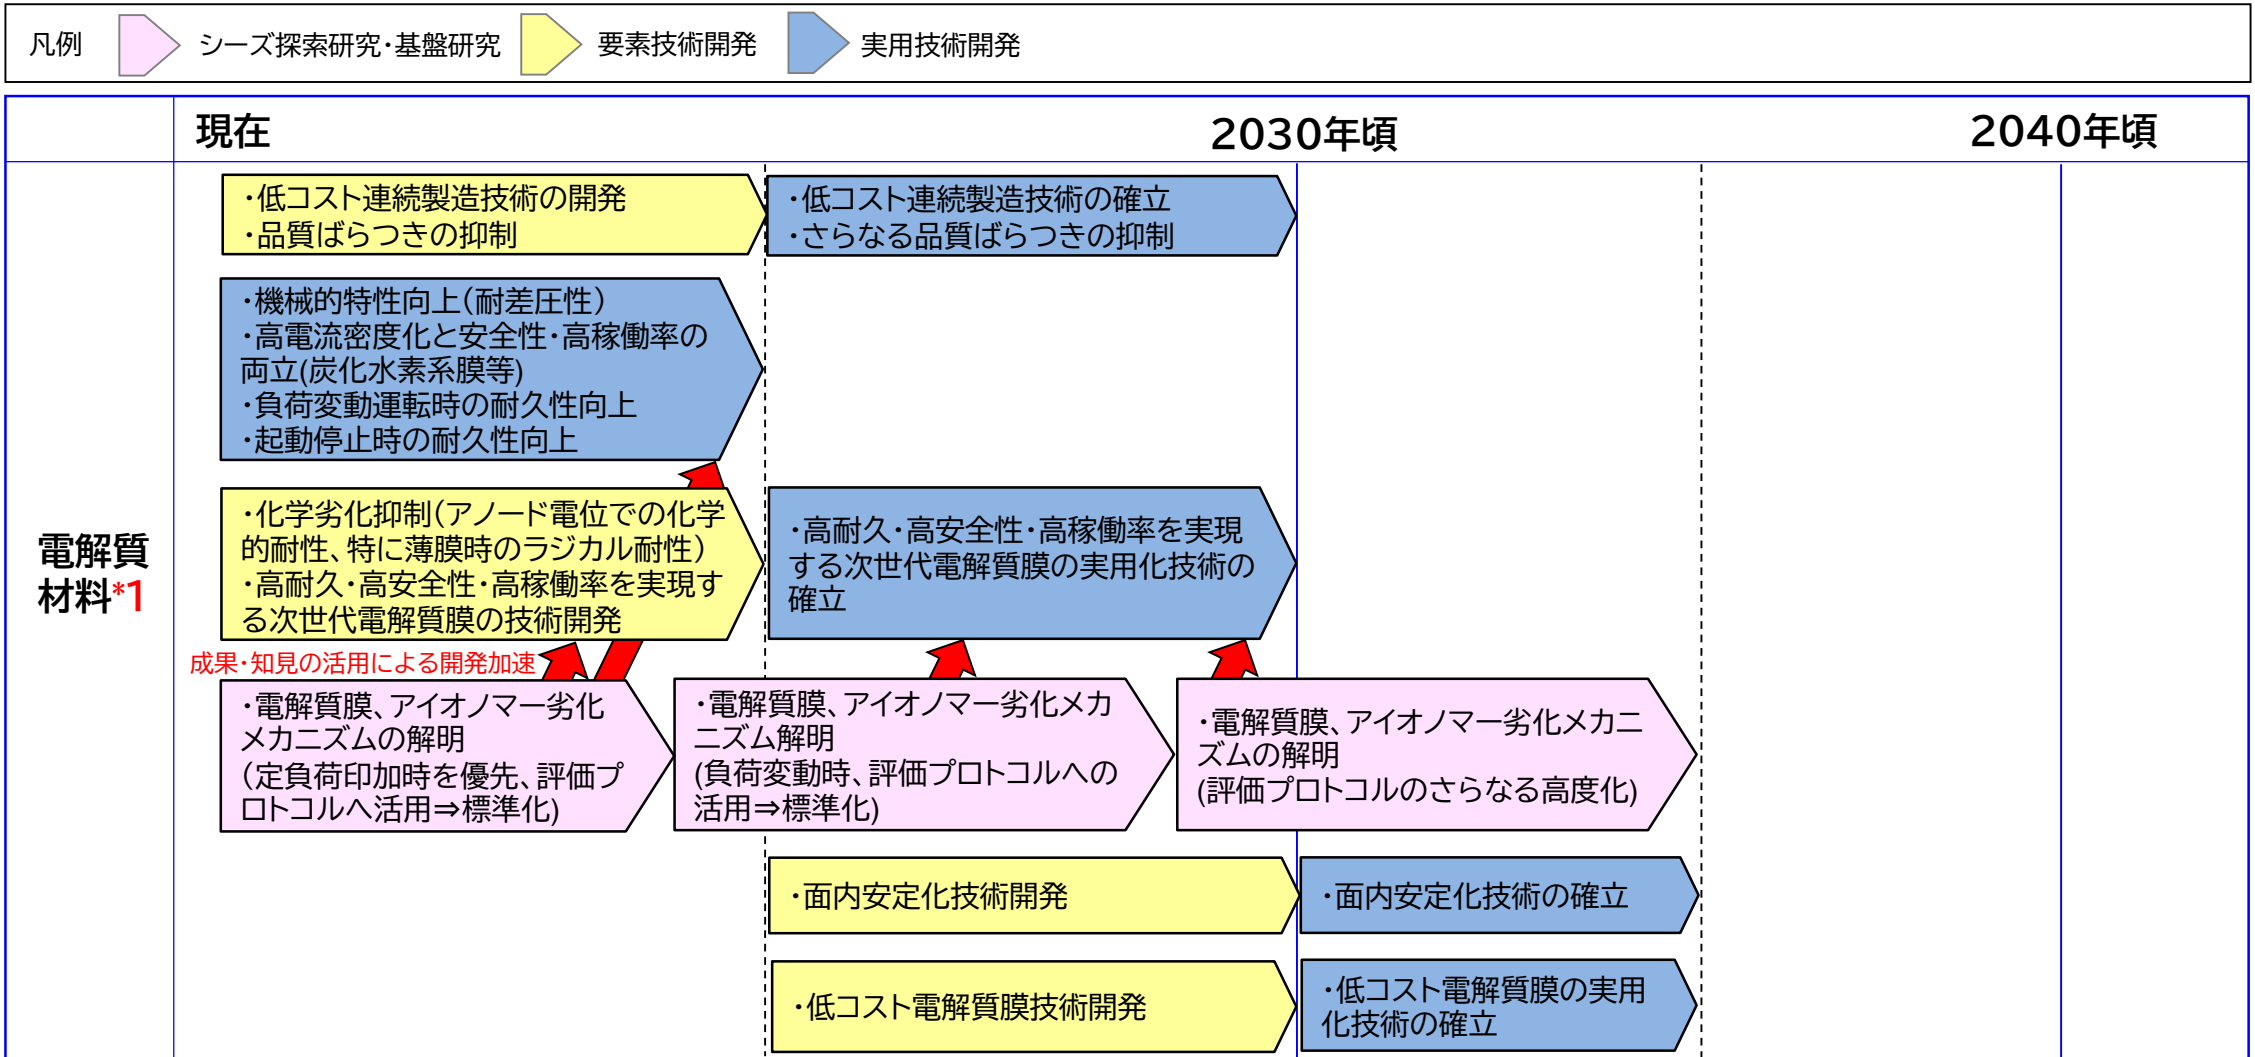 凡例
シーズ探索研究・基盤研究
要素技術開発
実用技術開発
現在
2030年頃
2040年頃
電解質
材料*1
・低コスト連続製造技術の開発
・品質ばらつきの抑制
・低コスト連続製造技術の確立
・さらなる品質ばらつきの抑制
・機械的特性向上(耐差圧性)
・高電流密度化と安全性・高稼働率の
両立(炭化水素系膜等)
・負荷変動運転時の耐久性向上
・起動停止時の耐久性向上
・化学劣化抑制(アノード電位での化学
的耐性、特に薄膜時のラジカル耐性)
・高耐久・高安全性・高稼働率を実現す
る次世代電解質膜の技術開発
・高耐久・高安全性・高稼働率を実現
する次世代電解質膜の実用化技術の
確立
成果・知見の活用による開発加速
・電解質膜、アイオノマー劣化
メカニズムの解明
(定負荷印加時を優先、評価プ
ロトコルへ活用⇒標準化)
・電解質膜、アイオノマー劣化メカ
ニズム解明
(負荷変動時、評価プロトコルへの
活用⇒標準化)
・電解質膜、アイオノマー劣化メカニ
ズムの解明
(評価プロトコルのさらなる高度化)
・面内安定化技術開発
・面内安定化技術の確立
・低コスト電解質膜技術開発
・低コスト電解質膜の実用
化技術の確立